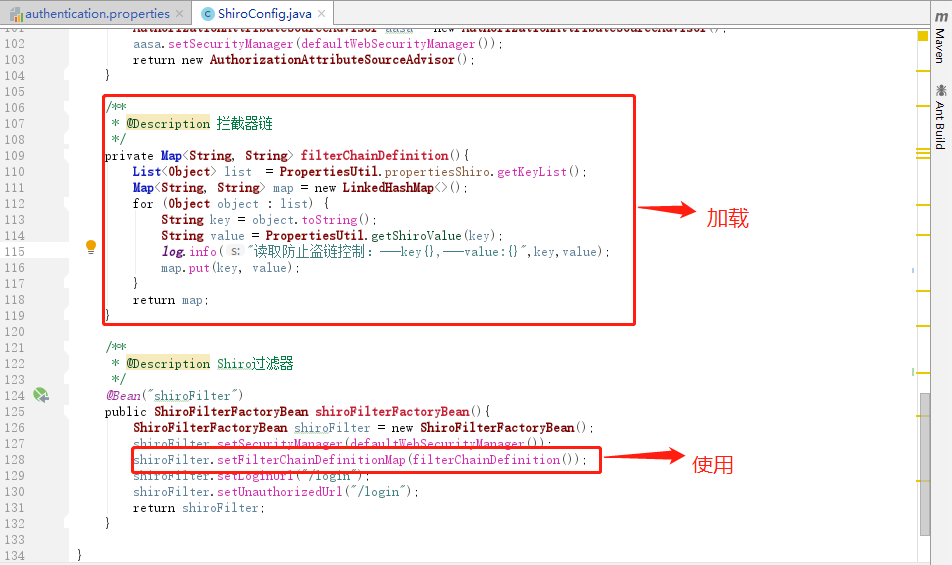 authentication.properties × ShiroConfig.java ×
m
Maven
Ant Build
102 aasa.setSecurityManager(defaultWebSecurityManager());
103 return new AuthorizationAttributeSourceAdvisor();
104 }
105
106 /**
107 * @Description 拦截器链
108 */
109 private Map<String, String> filterChainDefinition(){
110 List<Object> list = PropertiesUtil.propertiesShiro.getKeyList();
111 Map<String, String> map = new LinkedHashMap<>();
112 for (Object object : list) {
113 String key = object.toString();
114 String value = PropertiesUtil.getShiroValue(key);
115 log.info( s: "读取防止盗链控制：---key{},---value:{}",key,value);
116 map.put(key, value);
117 }
118 return map;
119 }
加载
120
121 /**
122 * @Description Shiro过滤器
123 */
124 @Bean("shiroFilter")
125 public ShiroFilterFactoryBean shiroFilterFactoryBean(){
126 ShiroFilterFactoryBean shiroFilter = new ShiroFilterFactoryBean();
127 shiroFilter.setSecurityManager(defaultWebSecurityManager());
128 shiroFilter.setFilterChainDefinitionMap(filterChainDefinition());
使用
129 shiroFilter.setLoginUrl("/login");
130 shiroFilter.setUnauthorizedUrl("/login");
131 return shiroFilter;
132 }
133
134 }